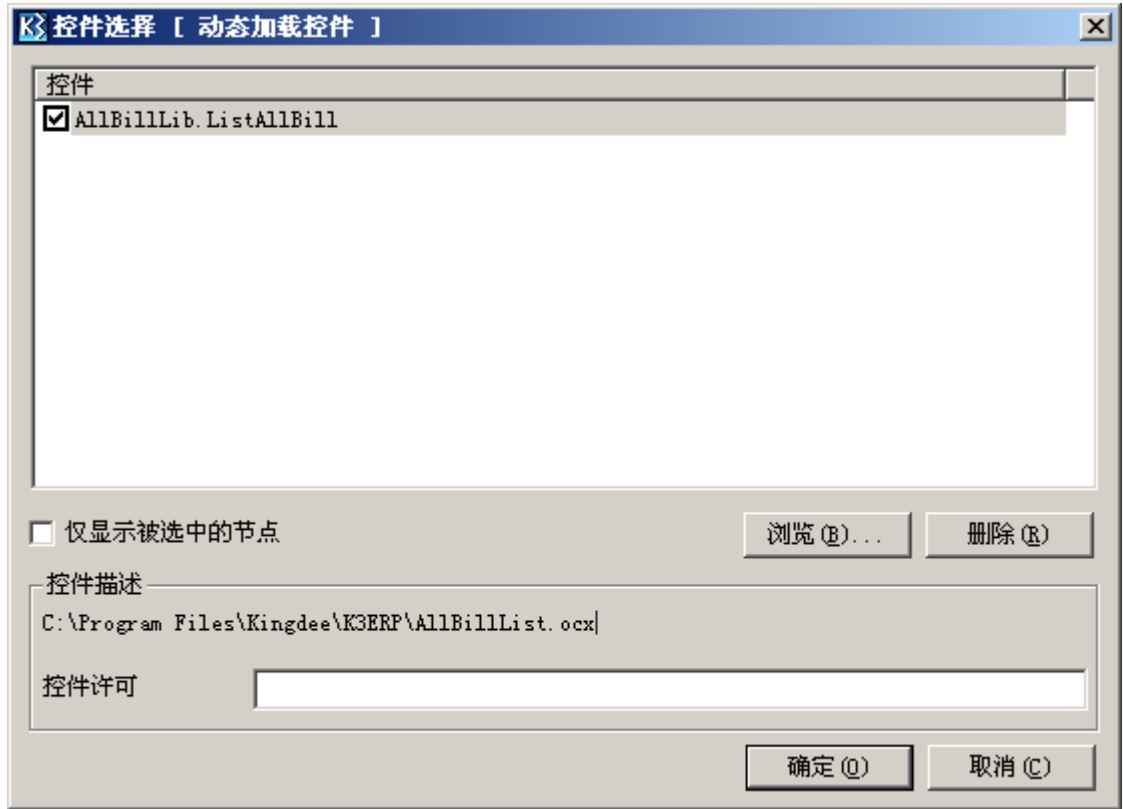 K3 控件选择 [ 动态加载控件 ]
控件
AllBillLib.ListAllBill
仅显示被选中的节点
浏览(B)... 删除(R)
控件描述
C:\Program Files\Kingdee\K3ERP\AllBillList.ocx
控件许可
确定(O) 取消(C)